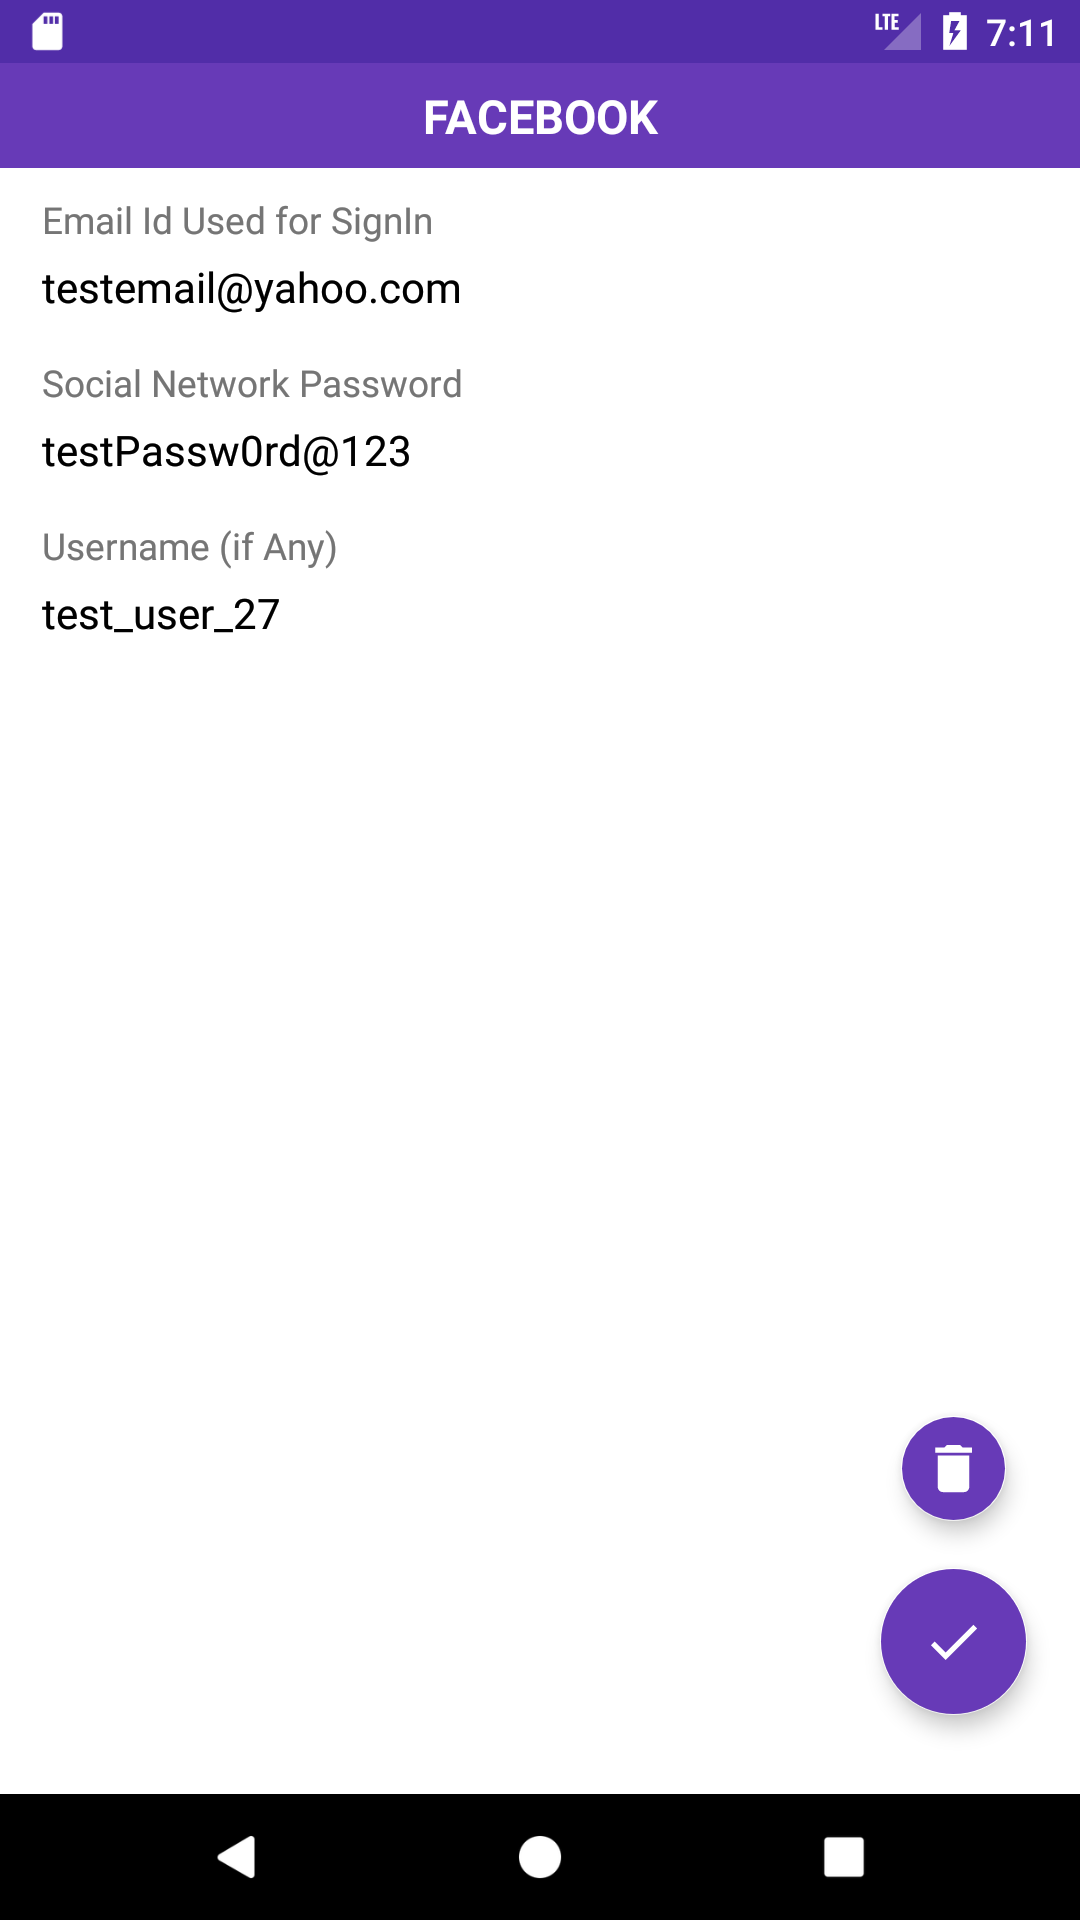 LTE 7:11
FACEBOOK
Email Id Used for SignIn
testemail@yahoo.com
Social Network Password
testPassw0rd@123
Username (if Any)
test_user_27